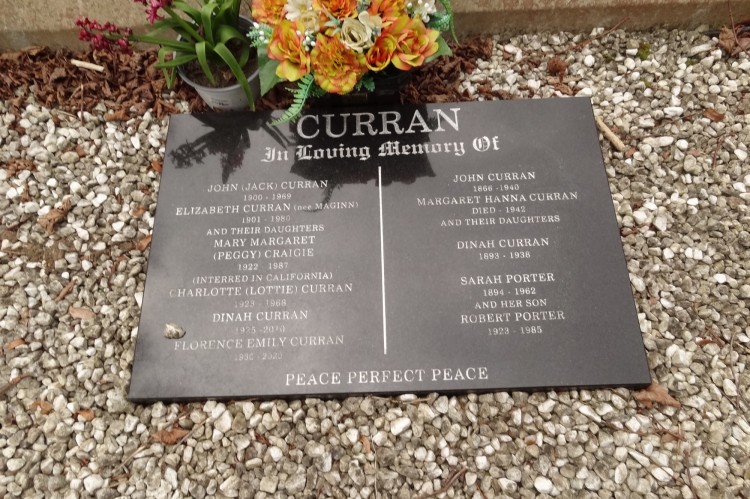 CURRAN
In Loving Memory Of
JOHN (JACK) CURRAN
1900 - 1969
ELIZABETH CURRAN (nee MAGINN)
1901 - 1980
AND THEIR DAUGHTERS
MARY MARGARET
(PEGGY) CRAIGIE
1922 - 1987
(INTERRED IN CALIFORNIA)
CHARLOTTE (LOTTIE) CURRAN
1923 - 1968
DINAH CURRAN
FLORENCE EMILY CURRAN
JOHN CURRAN
1866 - 1940
MARGARET HANNA CURRAN
DIED - 1942
AND THEIR DAUGHTERS
DINAH CURRAN
1893 - 1938
SARAH PORTER
1894 - 1962
AND HER SON
ROBERT PORTER
1923 - 1985
PEACE PERFECT PEACE